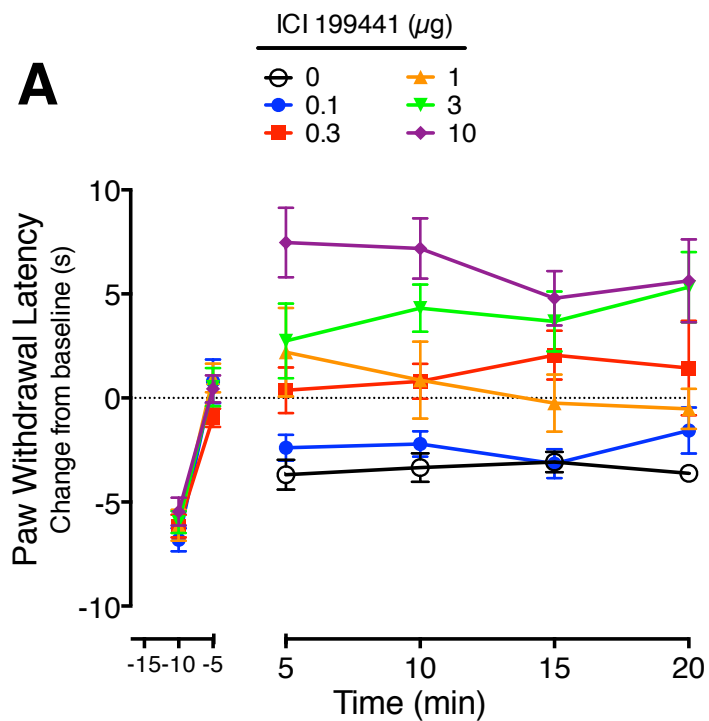 ICI 199441 (µg)
A
0 1
0.1 3
0.3 10
Paw Withdrawal Latency
Change from baseline (s)
10
5
0
-5
-10
-15 -10 -5 5 10 15 20
Time (min)